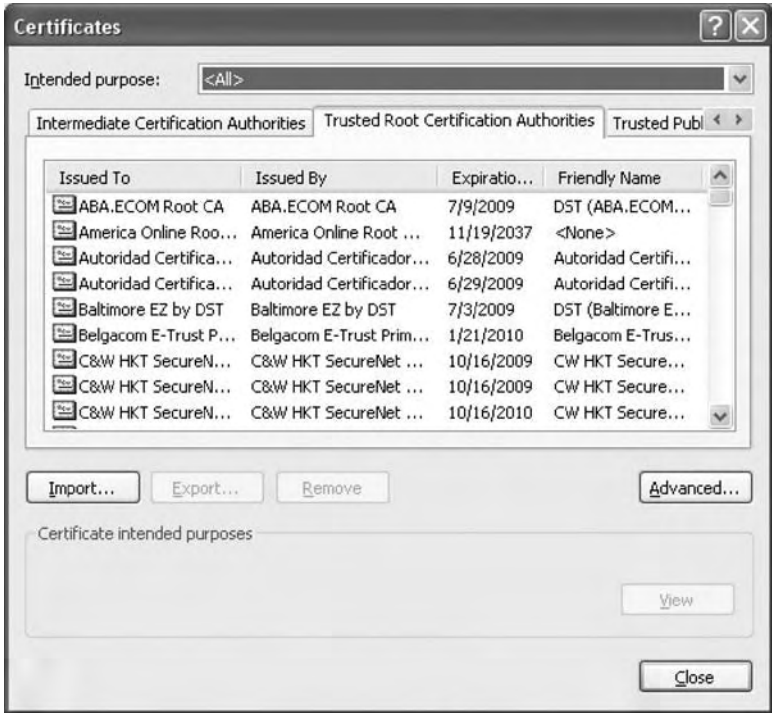 Certificates
Intended purpose: <All>
Intermediate Certification Authorities Trusted Root Certification Authorities Trusted Publ
Issued To Issued By Expiratio... Friendly Name
ABA.ECOM Root CA ABA.ECOM Root CA 7/9/2009 DST (ABA.ECOM...
America Online Roo... America Online Root ... 11/19/2037 <None>
Autoridad Certifica... Autoridad Certificador... 6/28/2009 Autoridad Certifi...
Autoridad Certifica... Autoridad Certificador... 6/29/2009 Autoridad Certifi...
Baltimore EZ by DST Baltimore EZ by DST 7/3/2009 DST (Baltimore E...
Belgacom E-Trust P... Belgacom E-Trust Prim... 1/21/2010 Belgacom E-Trus...
C&W HKT SecureN... C&W HKT SecureNet ... 10/16/2009 CW HKT Secure...
C&W HKT SecureN... C&W HKT SecureNet ... 10/16/2009 CW HKT Secure...
C&W HKT SecureN... C&W HKT SecureNet ... 10/16/2010 CW HKT Secure...
Import... Export... Remove Advanced...
Certificate intended purposes
View
Close